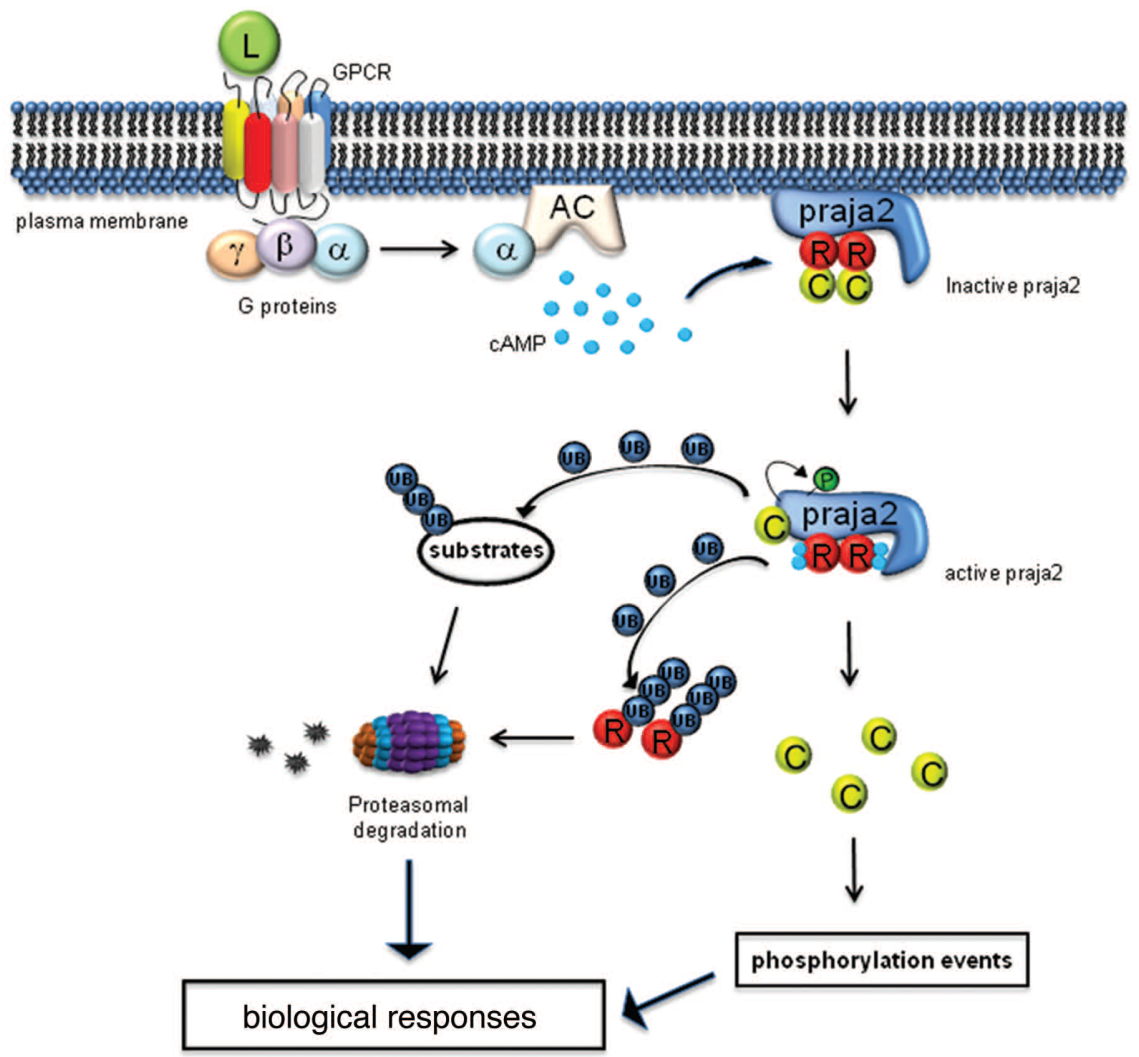 L
GPCR
plasma membrane
γ
β
α
G proteins
α
AC
cAMP
praja2
R
R
C
C
Inactive praja2
UB
UB
UB
UB
UB
UB
substrates
P
praja2
C
R
R
active praja2
UB
UB
UB
UB
UB
UB
UB
UB
UB
R
R
C
C
C
C
Proteasomal
degradation
phosphorylation events
biological responses